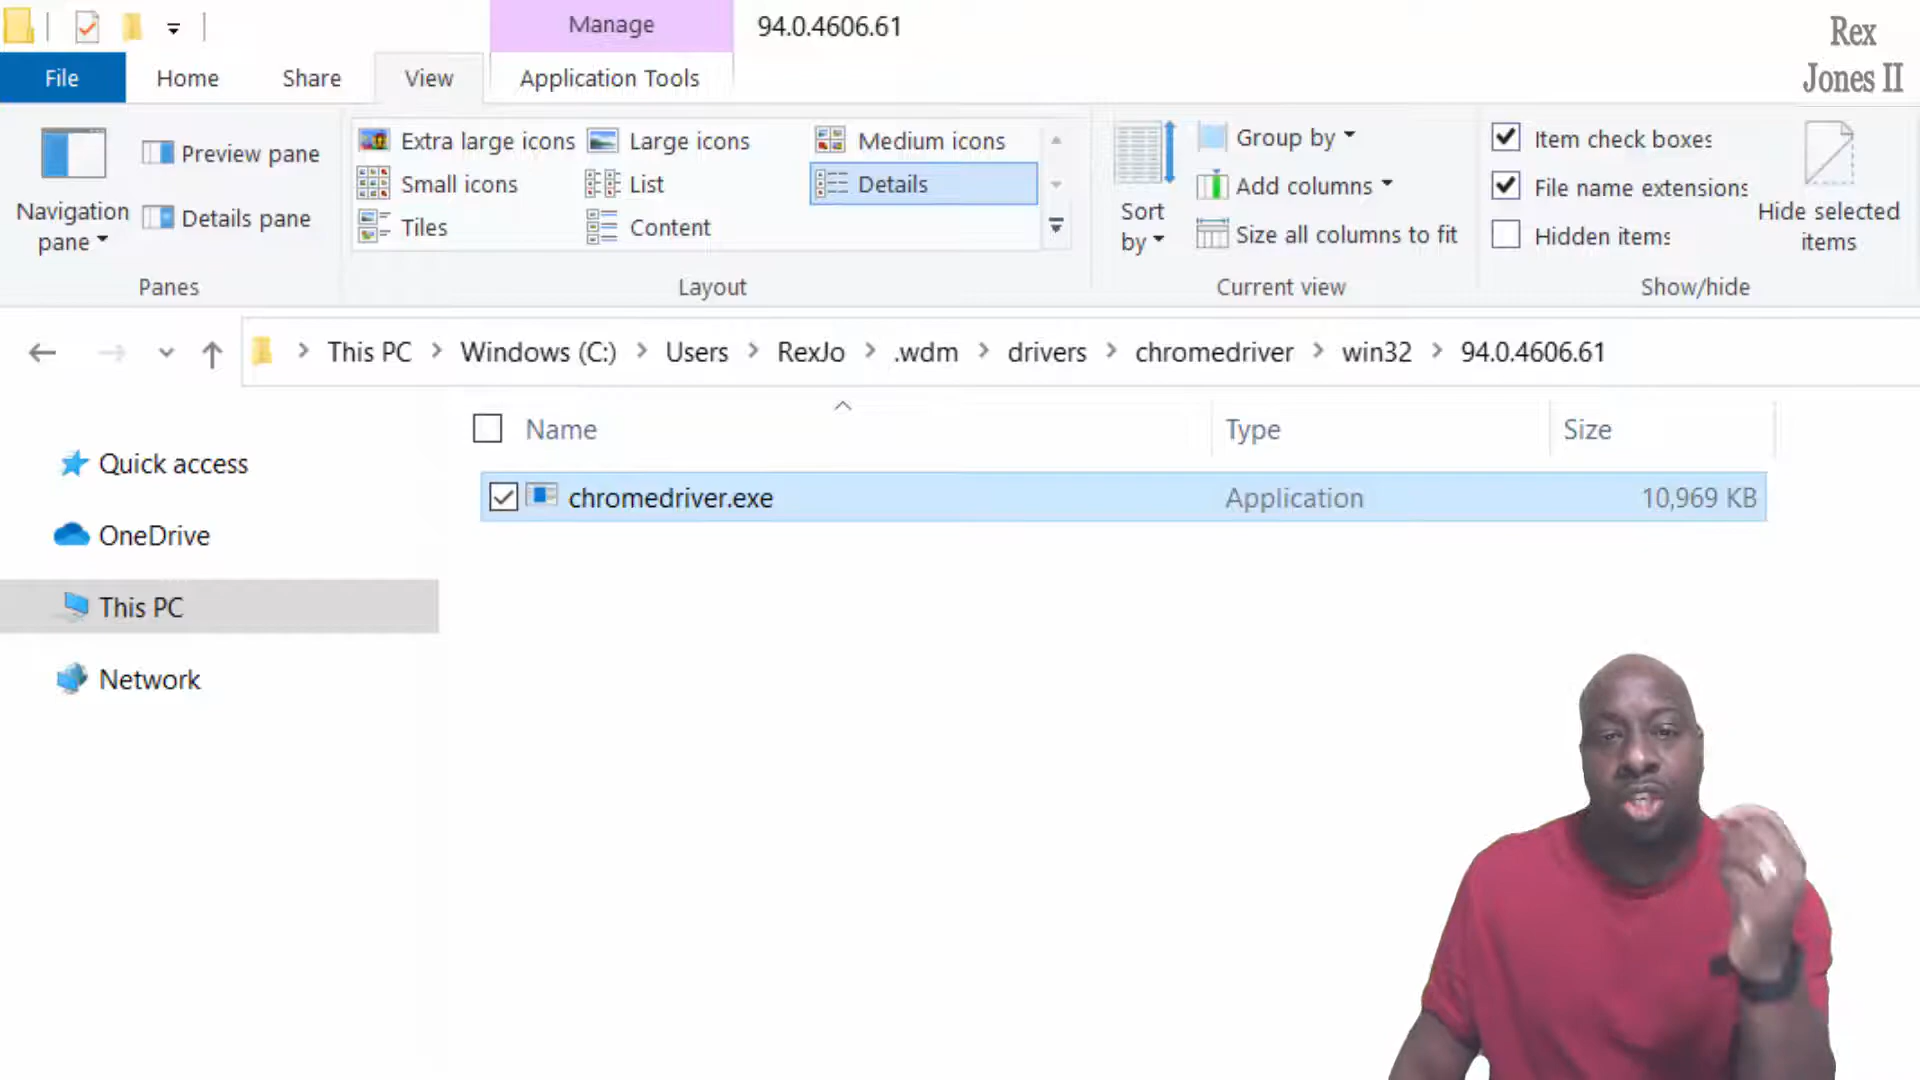 Manage
94.0.4606.61
Rex
Jones II
File
Home
Share
View
Application Tools
Navigation
pane
Preview pane
Details pane
Panes
Extra large icons
Large icons
Medium icons
Small icons
List
Details
Tiles
Content
Layout
Sort
by
Group by
Add columns
Size all columns to fit
Current view
Item check boxes
File name extensions
Hidden items
Hide selected
items
Show/hide
This PC
Windows (C:)
Users
RexJo
.wdm
drivers
chromedriver
win32
94.0.4606.61
Name
Type
Size
Quick access
chromedriver.exe
Application
10,969 KB
OneDrive
This PC
Network